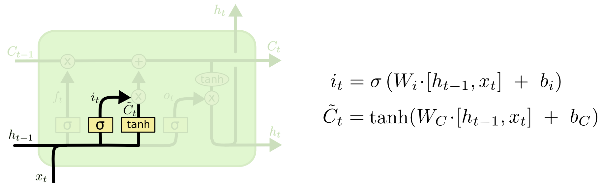 h_t
C_{t-1}
C_t
×
+
tanh
f_t
i_t
o_t
×
×
C̃_t
σ
σ
tanh
σ
h_{t-1}
h_t
x_t
i_t = σ (W_i·[h_{t-1}, x_t] + b_i)
C̃_t = tanh(W_C·[h_{t-1}, x_t] + b_C)